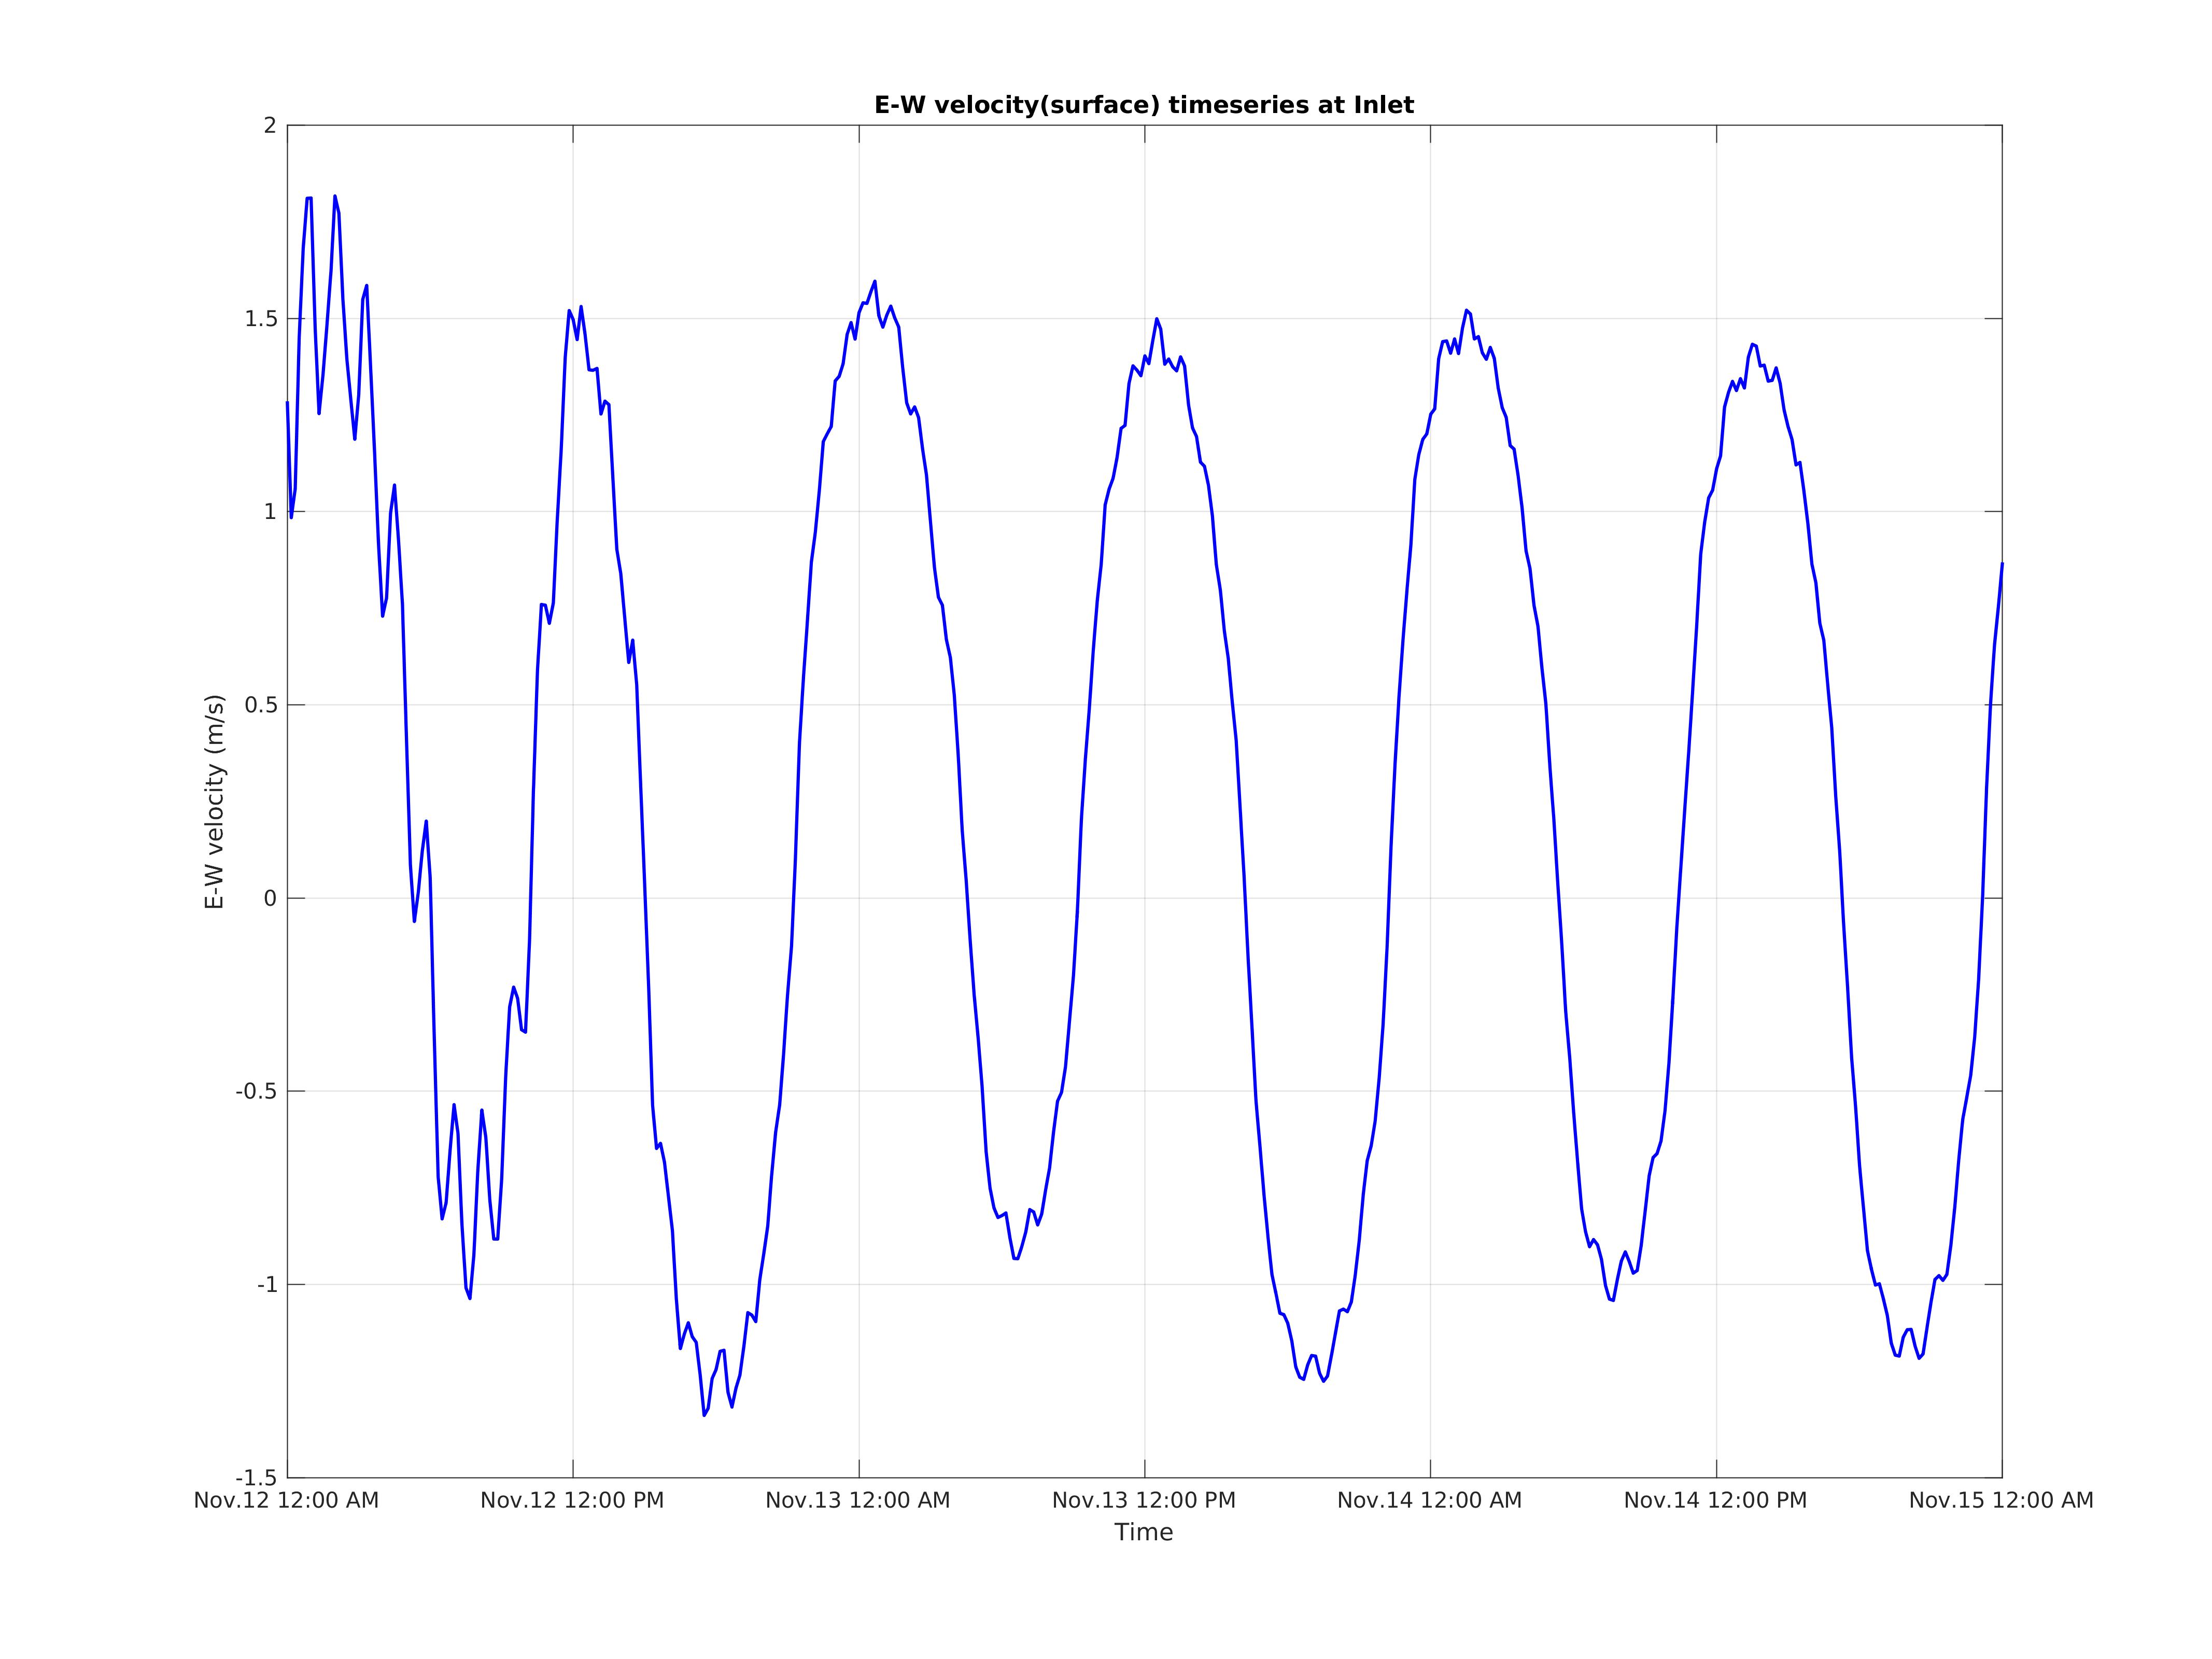 E-W velocity(surface) timeseries at Inlet
2
1.5
1
0.5
0
-0.5
-1
-1.5
E-W velocity (m/s)
Nov.12 12:00 AM
Nov.12 12:00 PM
Nov.13 12:00 AM
Nov.13 12:00 PM
Nov.14 12:00 AM
Nov.14 12:00 PM
Nov.15 12:00 AM
Time